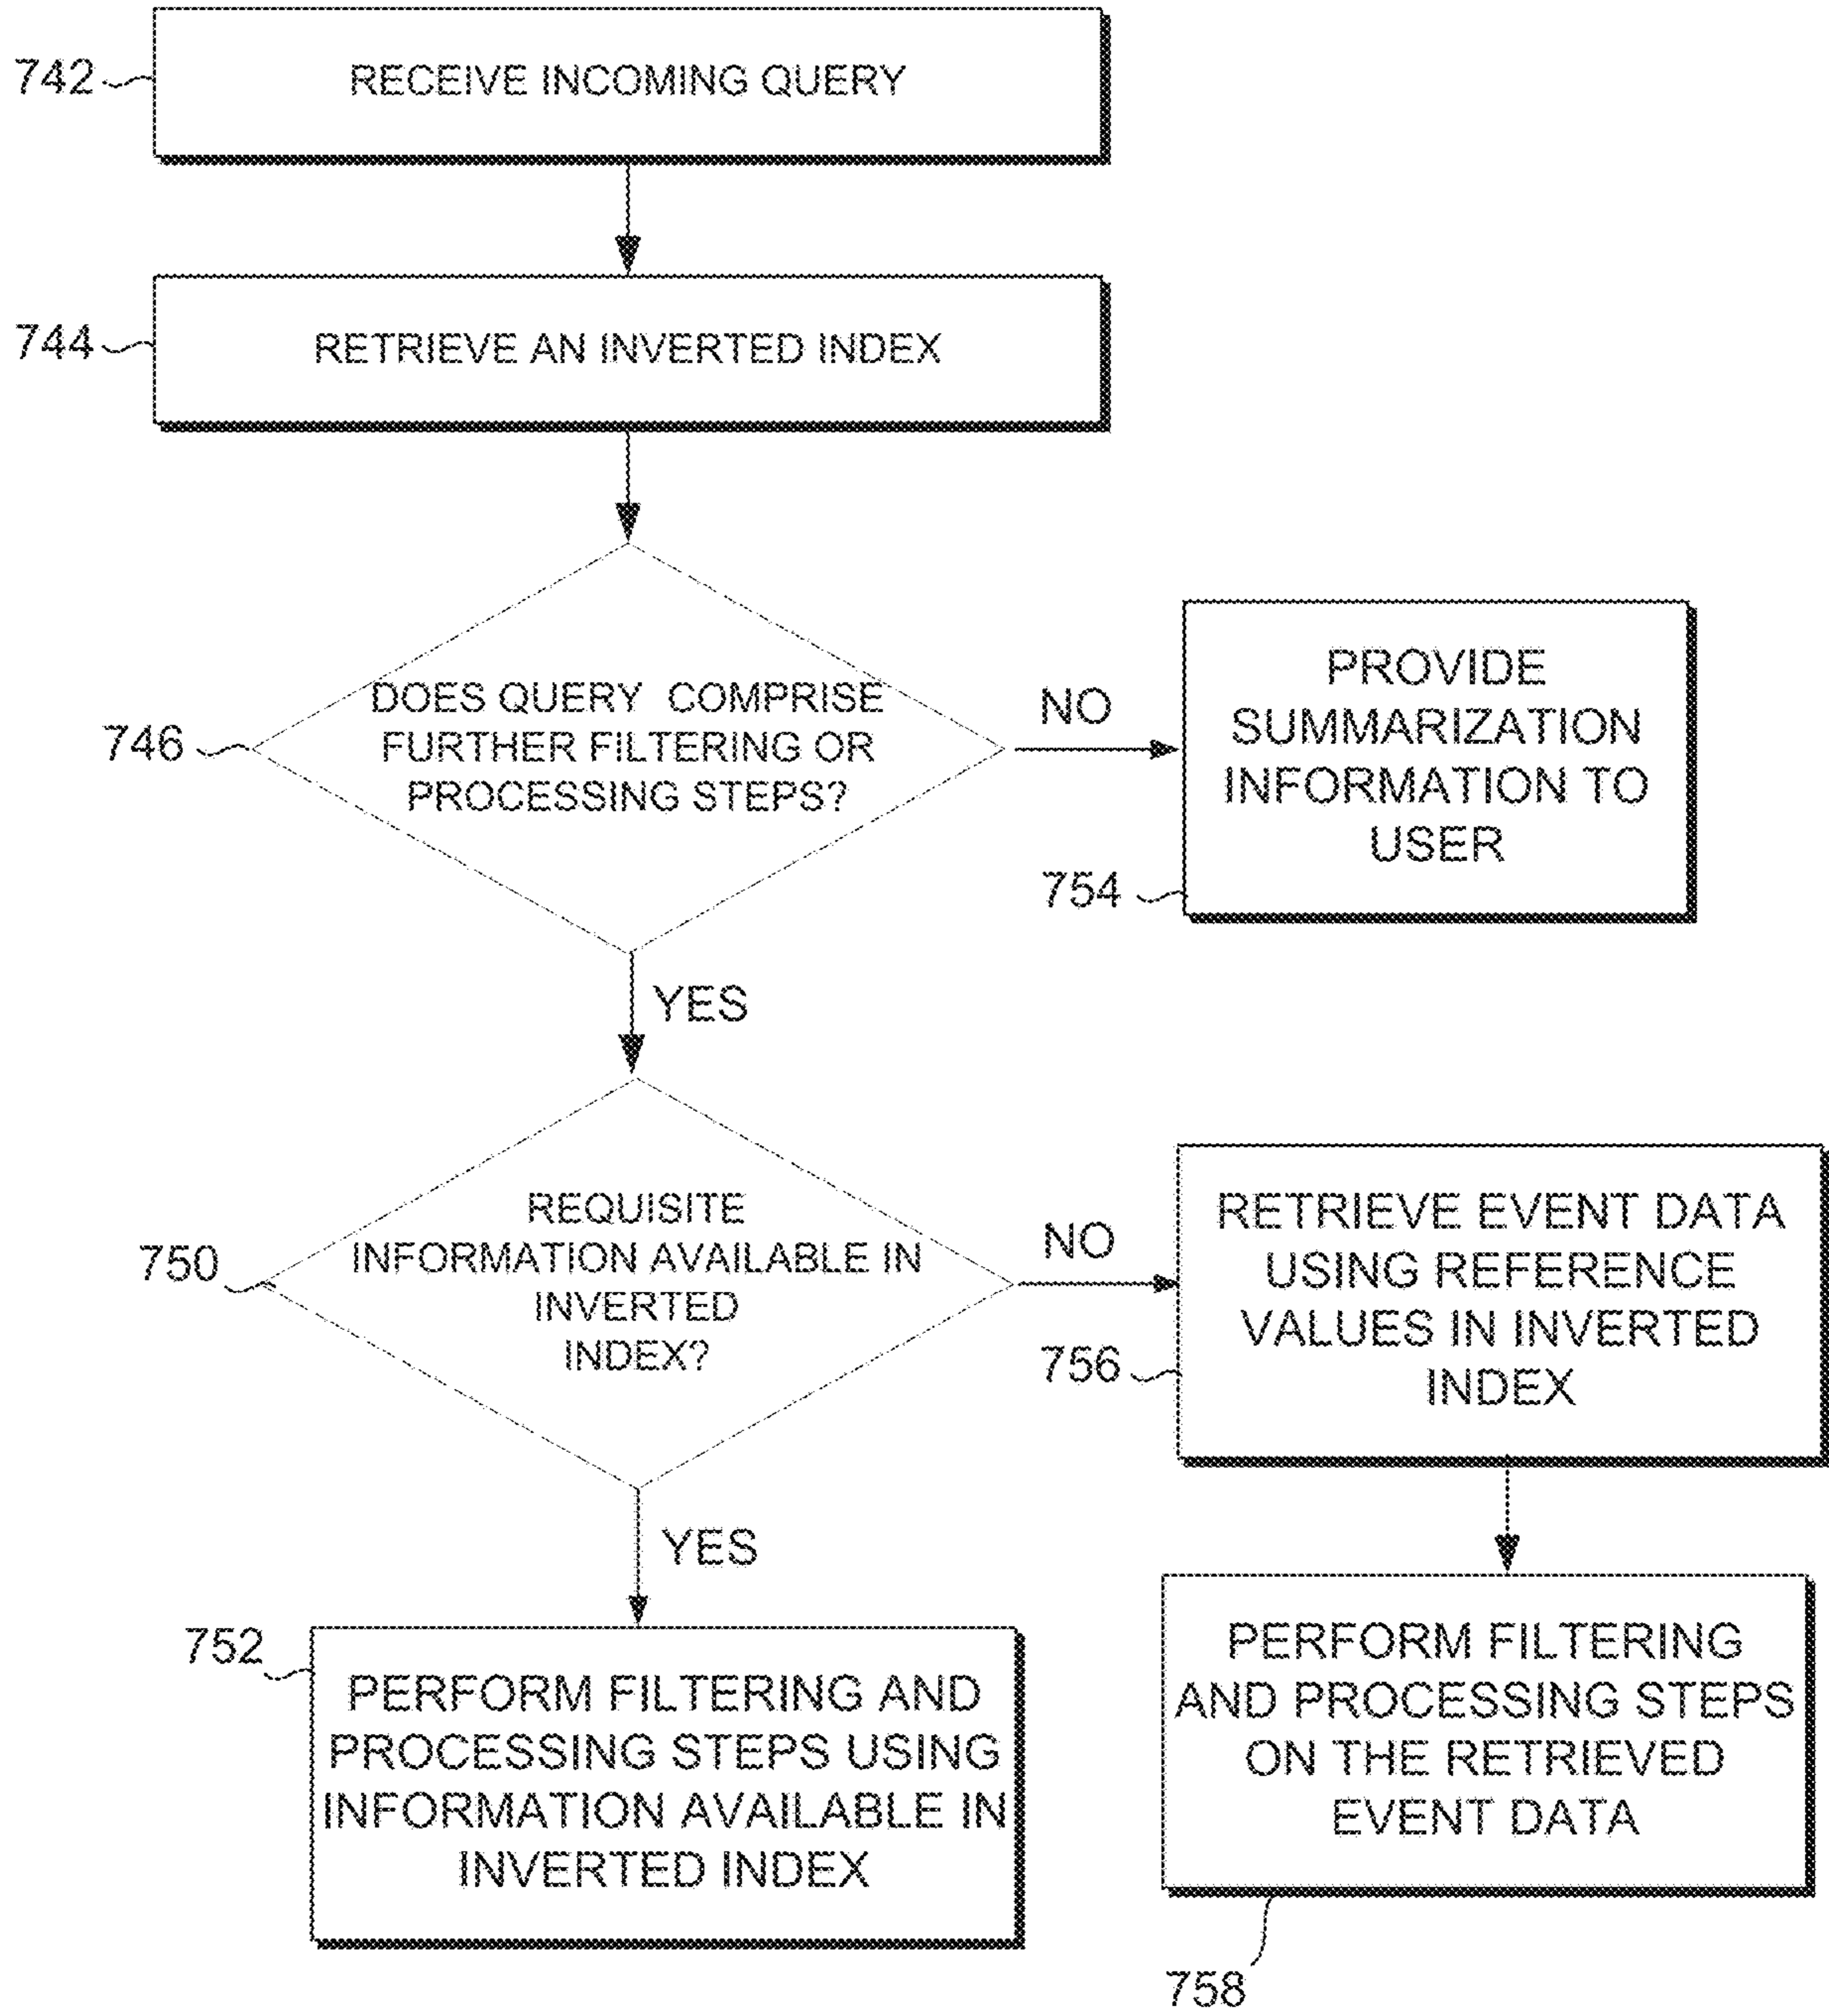 742
RECEIVE INCOMING QUERY
744
RETRIEVE AN INVERTED INDEX
746
DOES QUERY COMPRISE
FURTHER FILTERING OR
PROCESSING STEPS?
NO
PROVIDE
SUMMARIZATION
INFORMATION TO
USER
754
YES
750
REQUISITE
INFORMATION AVAILABLE IN
INVERTED
INDEX?
NO
RETRIEVE EVENT DATA
USING REFERENCE
VALUES IN INVERTED
INDEX
756
YES
752
PERFORM FILTERING AND
PROCESSING STEPS USING
INFORMATION AVAILABLE IN
INVERTED INDEX
PERFORM FILTERING
AND PROCESSING STEPS
ON THE RETRIEVED
EVENT DATA
758